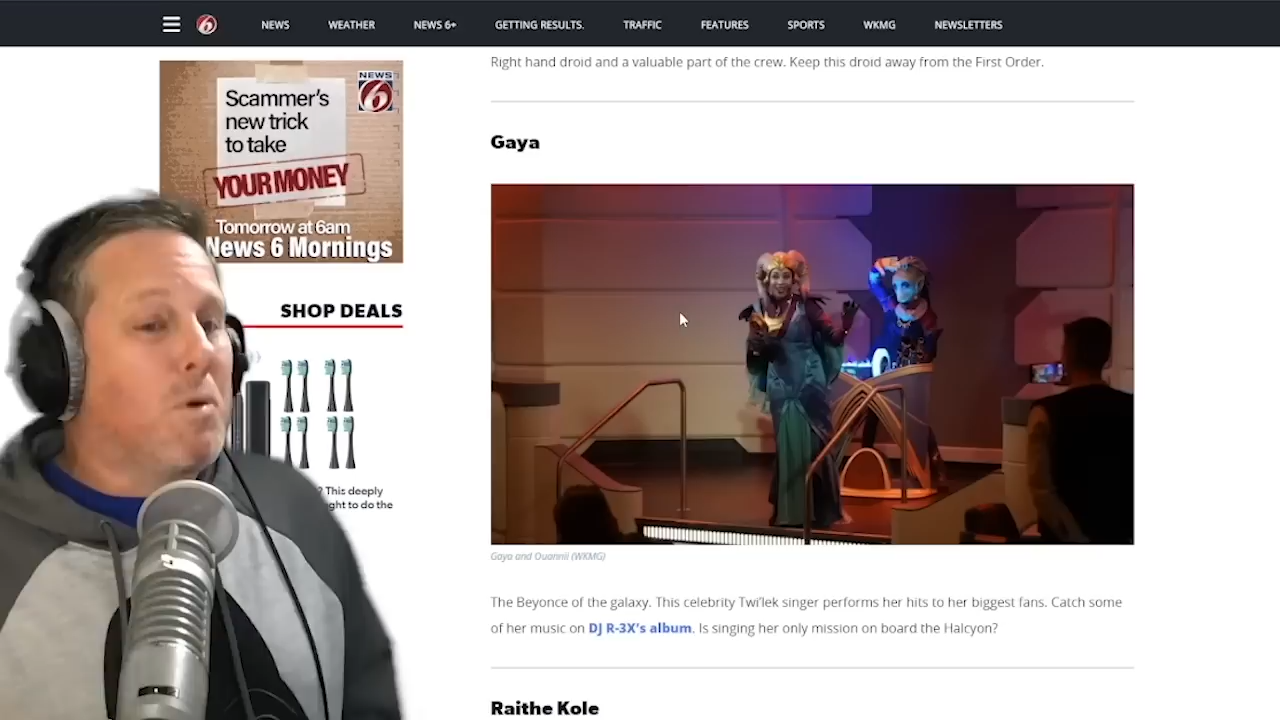 6
NEWS
WEATHER
NEWS 6+
GETTING RESULTS.
TRAFFIC
FEATURES
SPORTS
WKMG
NEWSLETTERS
Right hand droid and a valuable part of the crew. Keep this droid away from the First Order.
NEWS
6
Scammer's
new trick
to take
YOUR MONEY
Tomorrow at 6am
News 6 Mornings
SHOP DEALS
? This deeply
ght to do the
Gaya
Gaya and Ouannii (WKMG)
The Beyonce of the galaxy. This celebrity Twi'lek singer performs her hits to her biggest fans. Catch some
of her music on DJ R-3X's album. Is singing her only mission on board the Halcyon?
Raithe Kole